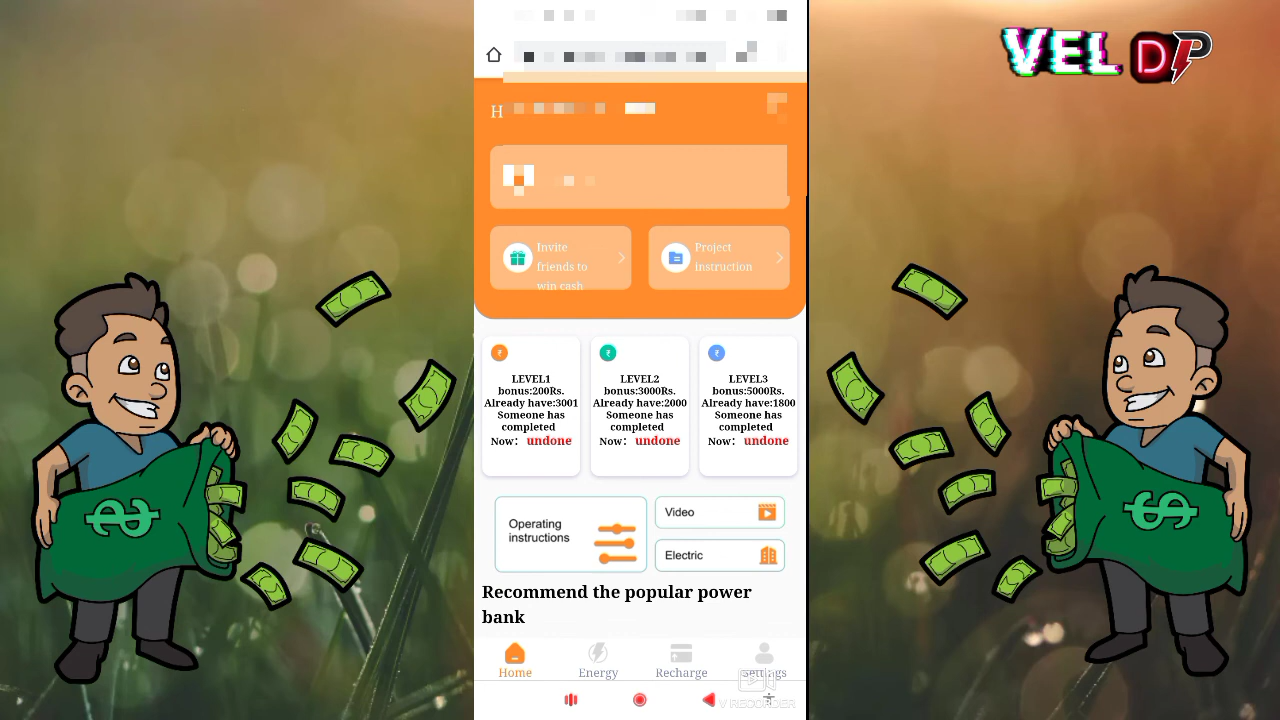 VEL DP
H
Invite
friends to
win cash
Project
instruction
LEVEL1
bonus:200Rs.
Already have:3001
Someone has
completed
Now: undone
LEVEL2
bonus:3000Rs.
Already have:2000
Someone has
completed
Now: undone
LEVEL3
bonus:5000Rs.
Already have:1800
Someone has
completed
Now: undone
Operating
instructions
Video
Electric
Recommend the popular power
bank
Home
Energy
Recharge
Settings
V RECORDER